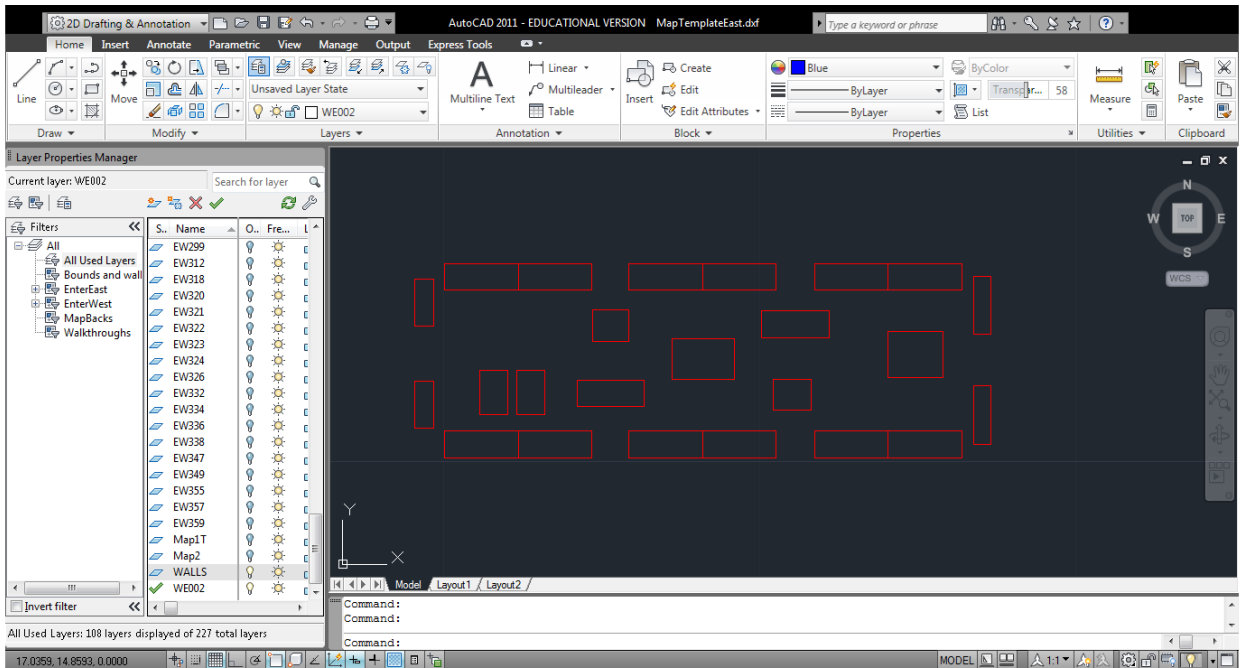 2D Drafting & Annotation
AutoCAD 2011 - EDUCATIONAL VERSION MapTemplateEast.dxf
Type a keyword or phrase
Home Insert Annotate Parametric View Manage Output Express Tools
Line
Move
Unsaved Layer State
WE002
Multiline Text
Linear
Multileader
Table
Insert
Create
Edit
Edit Attributes
Blue
ByLayer
ByLayer
ByColor
58
List
Measure
Paste
Draw Modify Layers Annotation Block Properties Utilities Clipboard
Layer Properties Manager
Current layer: WE002
Search for layer
Filters
All
All Used Layers
Bounds and wall
EnterEast
EnterWest
MapBacks
Walkthroughs
S.. Name O.. Fre... L
EW299
EW312
EW318
EW320
EW321
EW322
EW323
EW324
EW326
EW332
EW334
EW336
EW338
EW347
EW349
EW355
EW357
EW359
Map1T
Map2
WALLS
WE002
Invert filter
All Used Layers: 108 layers displayed of 227 total layers
N
W TOP E
S
WCS
Y
X
Model Layout1 Layout2
Command:
Command:
Command:
17.0359, 14.8593, 0.0000
MODEL
1:1